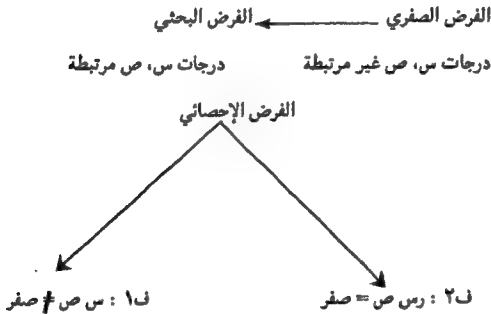 الفرض الصفري ← الفرض البحثي
درجات س، ص غير مرتبطة درجات س، ص مرتبطة
الفرض الإحصائي
ف٢ : رس ص = صفر ف١ : س ص ≠ صفر